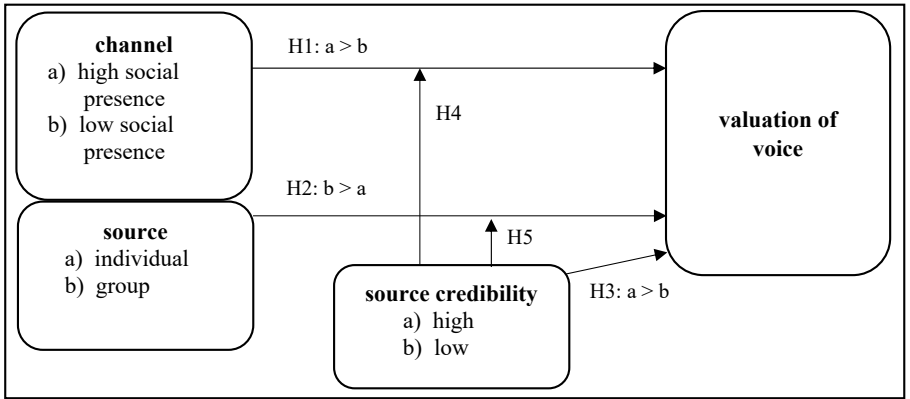 channel
a) high social
presence
b) low social
presence
H1: a > b
H4
valuation of
voice
H2: b > a
source
a) individual
b) group
H5
source credibility
a) high
b) low
H3: a > b